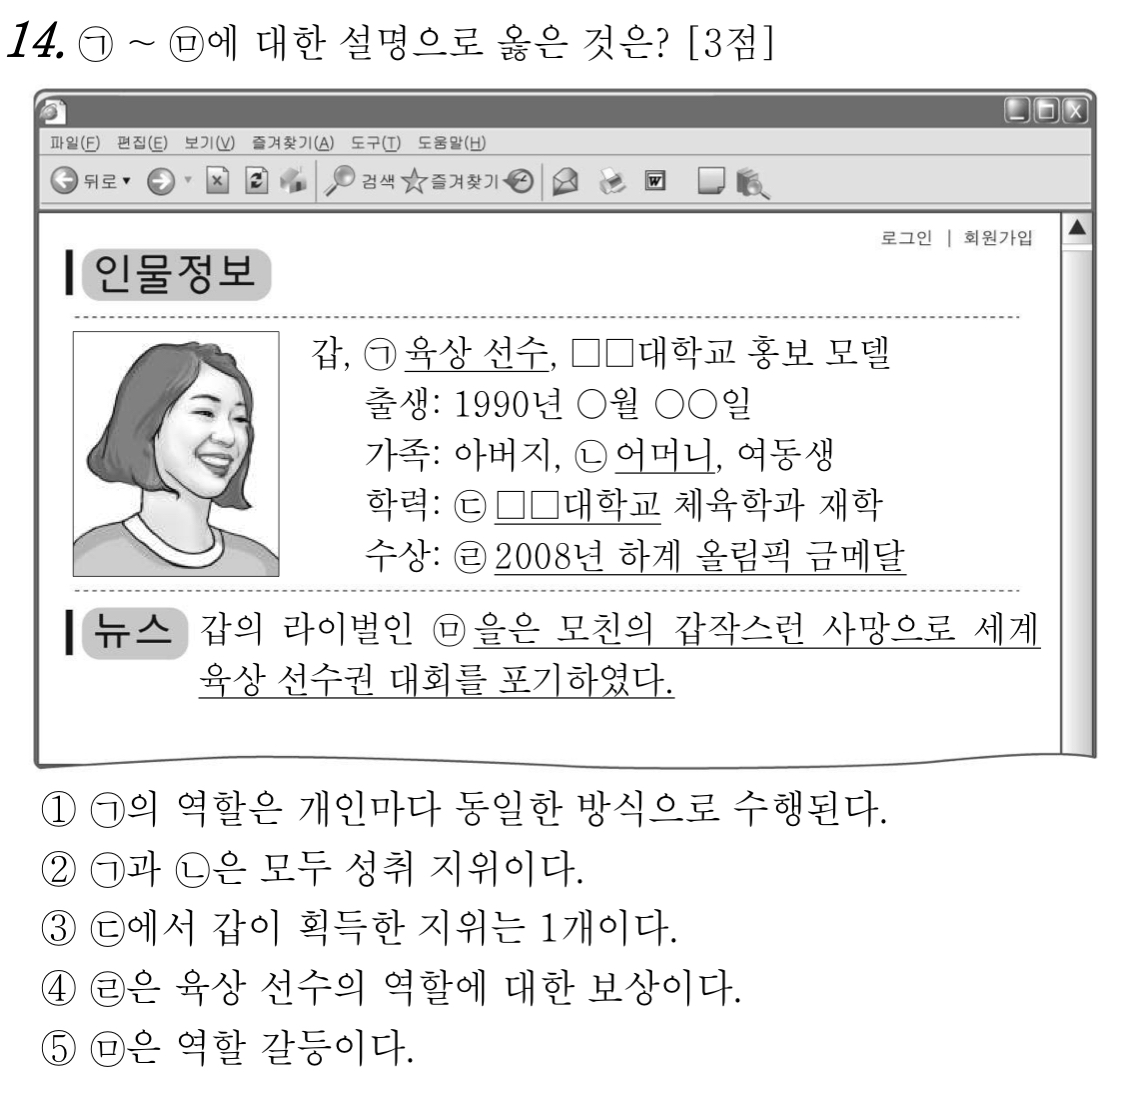 14. ㉠ ~ ㉤에 대한 설명으로 옳은 것은? [3점]
파일(F) 편집(E) 보기(V) 즐겨찾기(A) 도구(T) 도움말(H)
뒤로 검색 즐겨찾기
로그인 | 회원가입
인물정보
갑, ㉠ 육상 선수, □□대학교 홍보 모델
출생: 1990년 ○월 ○○일
가족: 아버지, ㉡ 어머니, 여동생
학력: ㉢ □□대학교 체육학과 재학
수상: ㉣ 2008년 하계 올림픽 금메달
뉴스 갑의 라이벌인 ㉤ 을은 모친의 갑작스런 사망으로 세계
육상 선수권 대회를 포기하였다.
① ㉠의 역할은 개인마다 동일한 방식으로 수행된다.
② ㉠과 ㉡은 모두 성취 지위이다.
③ ㉢에서 갑이 획득한 지위는 1개이다.
④ ㉣은 육상 선수의 역할에 대한 보상이다.
⑤ ㉤은 역할 갈등이다.